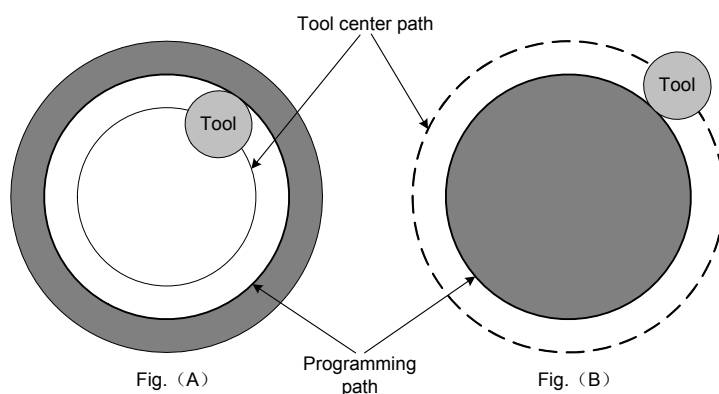 Tool center path
Tool
Tool
Programming
path
Fig.（A）
Fig.（B）